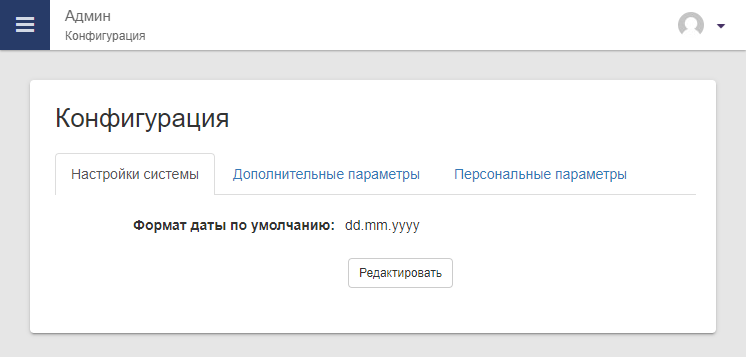 Админ
Конфигурация
Конфигурация
Настройки системы Дополнительные параметры Персональные параметры
Формат даты по умолчанию: dd.mm.yyyy
Редактировать